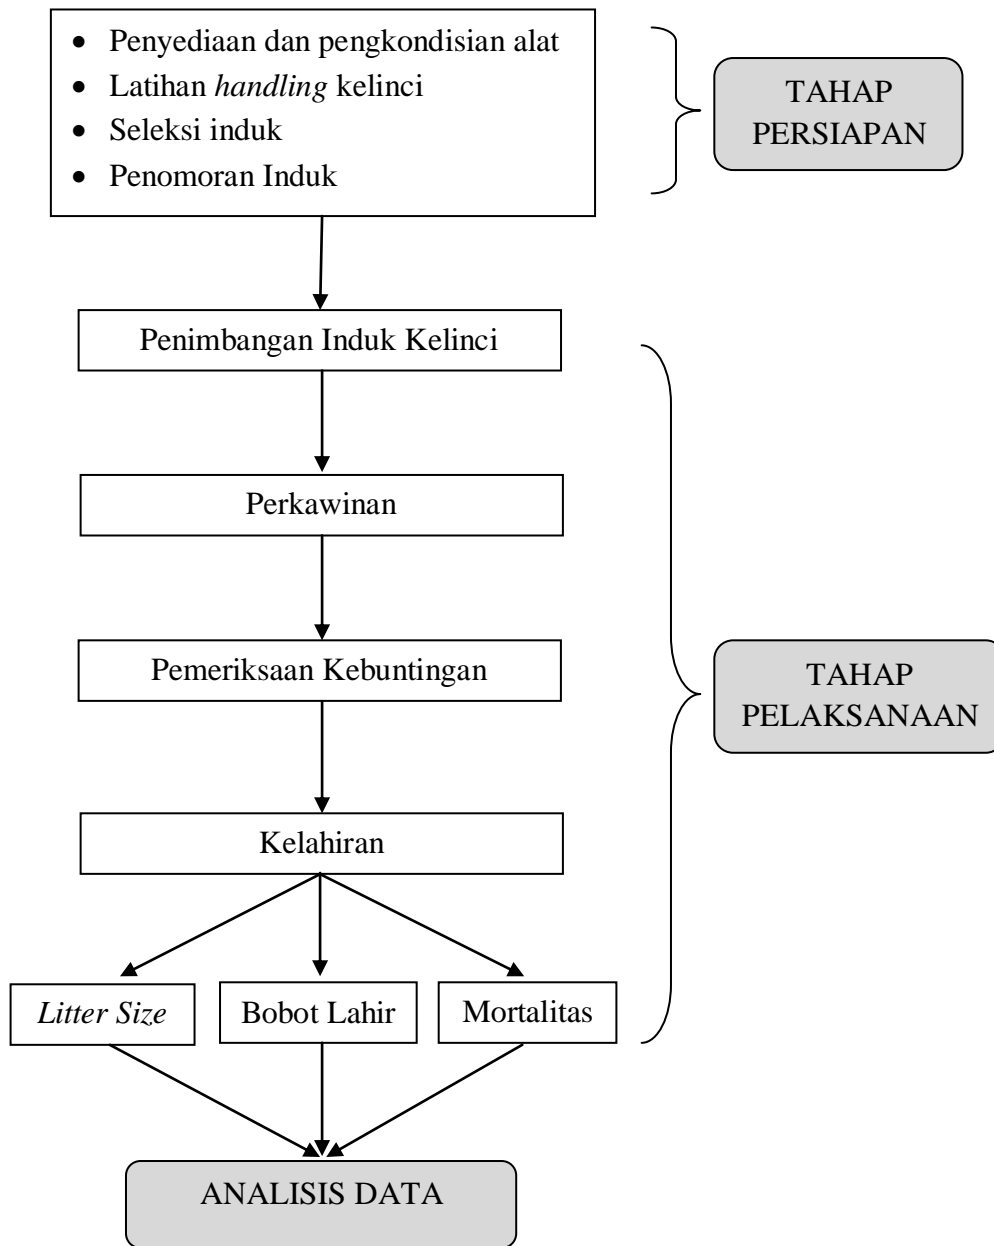 • Penyediaan dan pengkondisian alat
• Latihan handling kelinci
• Seleksi induk
• Penomoran Induk
TAHAP
PERSIAPAN
Penimbangan Induk Kelinci
Perkawinan
Pemeriksaan Kebuntingan
TAHAP
PELAKSANAAN
Kelahiran
Litter Size
Bobot Lahir
Mortalitas
ANALISIS DATA